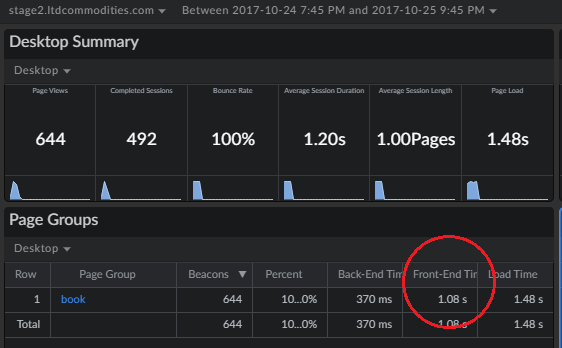 stage2.ltdcommodities.com Between 2017-10-24 7:45 PM and 2017-10-25 9:45 PM
Desktop Summary
Desktop
Page Views Completed Sessions Bounce Rate Average Session Duration Average Session Length Page Load
644 492 100% 1.20s 1.00Pages 1.48s
Page Groups
Desktop
Row Page Group Beacons Percent Back-End Tim Front-End Tir Load Time
1 book 644 10...0% 370 ms 1.08 s 1.48 s
Total 644 10...0% 370 ms 1.08 s 1.48 s